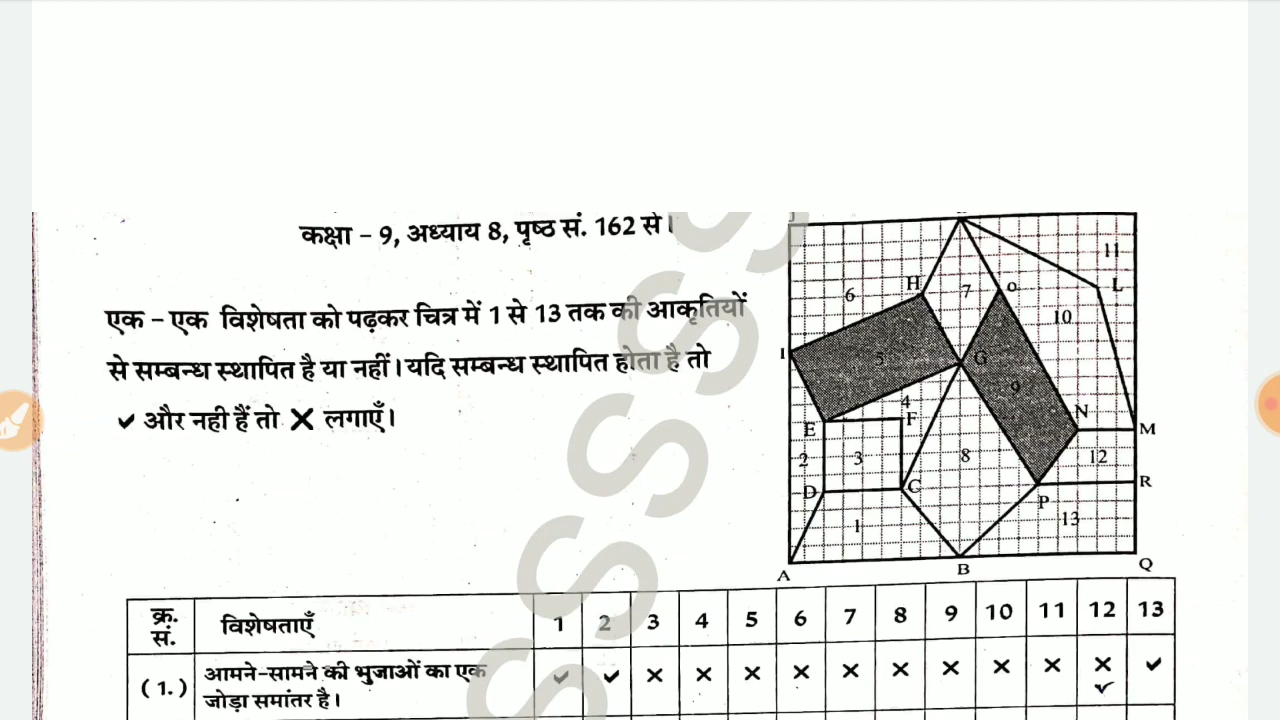 कक्षा – 9, अध्याय 8, पृष्ठ सं. 162 से।
एक – एक विशेषता को पढ़कर चित्र में 1 से 13 तक की आकृतियों
से सम्बन्ध स्थापित है या नहीं। यदि सम्बन्ध स्थापित होता है तो
✓ और नही हैं तो ✗ लगाएँ।
J
11
H
7
O
L
6
10
I
5
G
9
4
N
E
F
M
2
3
8
12
D
C
R
P
1
13
A
B
Q
क्र. सं. विशेषताएँ 1 2 3 4 5 6 7 8 9 10 11 12 13
(1.) आमने-सामने की भुजाओं का एक ✓ ✓ ✗ ✗ ✗ ✗ ✗ ✗ ✗ ✗ ✗ ✗ ✓
जोड़ा समांतर है। ✓